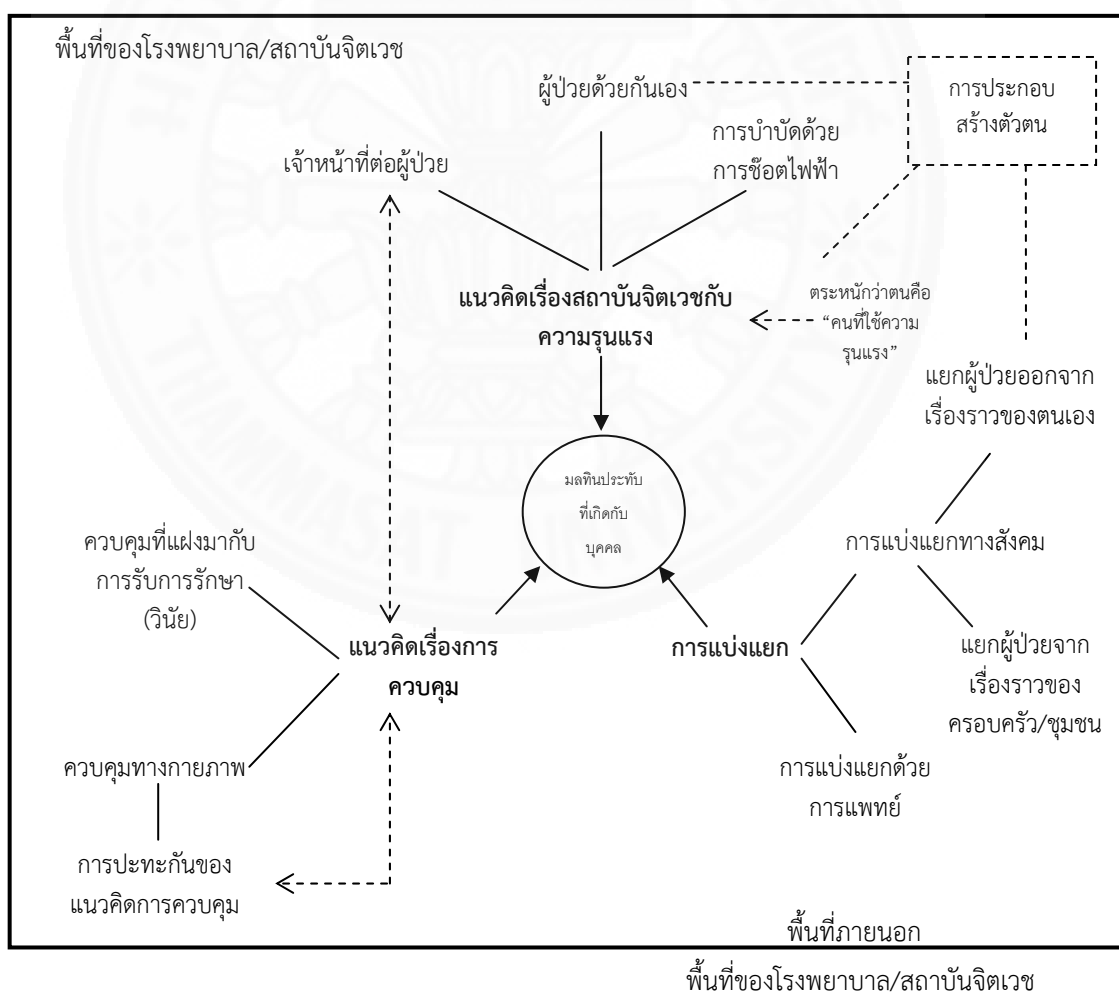 พื้นที่ของโรงพยาบาล/สถาบันจิตเวช
ผู้ป่วยด้วยกันเอง
การประกอบ
สร้างตัวตน
เจ้าหน้าที่ต่อผู้ป่วย
การบำบัดด้วย
การช๊อตไฟฟ้า
แนวคิดเรื่องสถาบันจิตเวชกับ
ความรุนแรง
ตระหนักว่าตนคือ
“คนที่ใช้ความ
รุนแรง”
แยกผู้ป่วยออกจาก
เรื่องราวของตนเอง
มลทินประทับ
ที่เกิดกับ
บุคคล
ควบคุมที่แฝงมากับ
การรับการรักษา
(วินัย)
การแบ่งแยกทางสังคม
แนวคิดเรื่องการ
ควบคุม
การแบ่งแยก
แยกผู้ป่วยจาก
เรื่องราวของ
ครอบครัว/ชุมชน
ควบคุมทางกายภาพ
การแบ่งแยกด้วย
การแพทย์
การปะทะกันของ
แนวคิดการควบคุม
พื้นที่ภายนอก
พื้นที่ของโรงพยาบาล/สถาบันจิตเวช